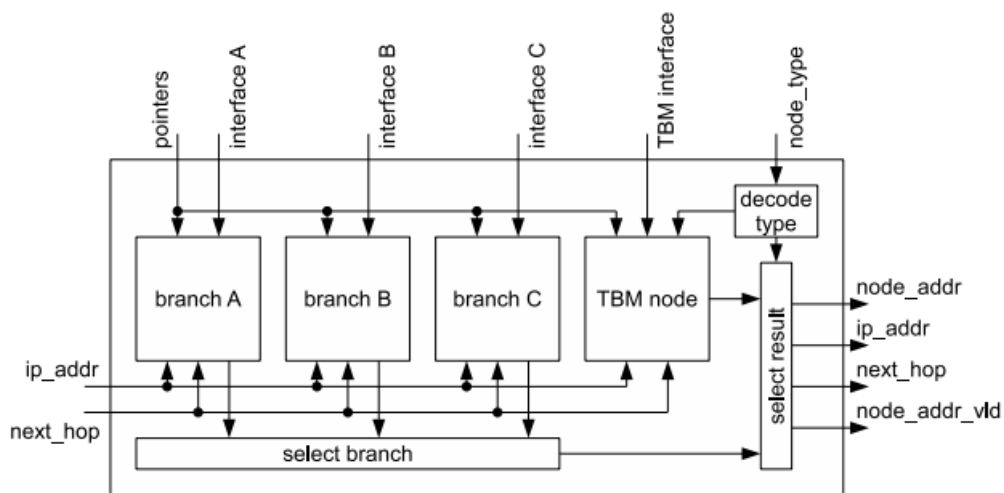 pointers
interface A
interface B
interface C
TBM interface
node_type
decode
type
branch A
branch B
branch C
TBM node
select result
node_addr
ip_addr
next_hop
node_addr_vld
ip_addr
next_hop
select branch